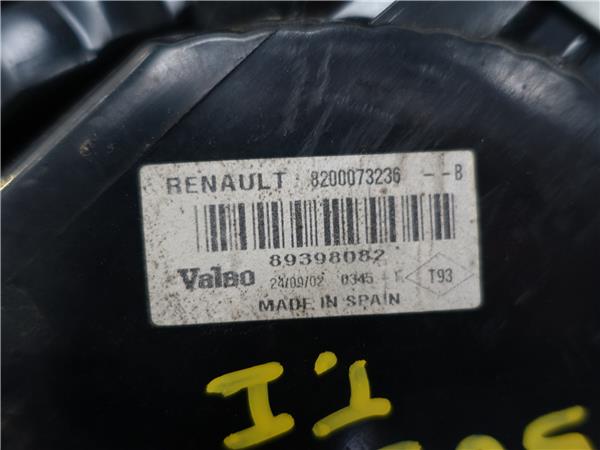 RENAULT 8200073236 --B
89398082
Valeo 24/09/02 0345 - F T93
MADE IN SPAIN
I.I